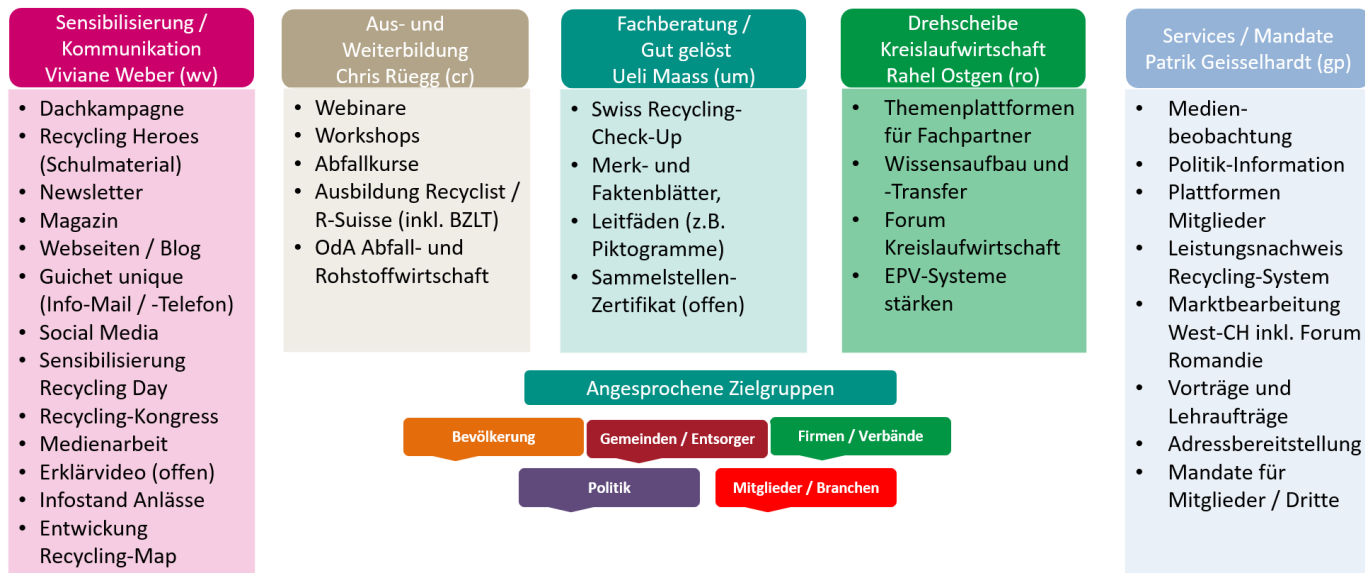 Sensibilisierung /
Kommunikation
Viviane Weber (wv)
• Dachkampagne
• Recycling Heroes
(Schulmaterial)
• Newsletter
• Magazin
• Webseiten / Blog
• Guichet unique
(Info-Mail / -Telefon)
• Social Media
• Sensibilisierung
Recycling Day
• Recycling-Kongress
• Medienarbeit
• Erklärvideo (offen)
• Infostand Anlässe
• Entwickung
Recycling-Map
Aus- und
Weiterbildung
Chris Rüegg (cr)
• Webinare
• Workshops
• Abfallkurse
• Ausbildung Recyclist /
R-Suisse (inkl. BZLT)
• OdA Abfall- und
Rohstoffwirtschaft
Fachberatung /
Gut gelöst
Ueli Maass (um)
• Swiss Recycling-
Check-Up
• Merk- und
Faktenblätter,
• Leitfäden (z.B.
Piktogramme)
• Sammelstellen-
Zertifikat (offen)
Drehscheibe
Kreislaufwirtschaft
Rahel Ostgen (ro)
• Themenplattformen
für Fachpartner
• Wissensaufbau und
-Transfer
• Forum
Kreislaufwirtschaft
• EPV-Systeme
stärken
Services / Mandate
Patrik Geisselhardt (gp)
• Medien-
beobachtung
• Politik-Information
• Plattformen
Mitglieder
• Leistungsnachweis
Recycling-System
• Marktbearbeitung
West-CH inkl. Forum
Romandie
• Vorträge und
Lehraufträge
• Adressbereitstellung
• Mandate für
Mitglieder / Dritte
Angesprochene Zielgruppen
Bevölkerung
Gemeinden / Entsorger
Firmen / Verbände
Politik
Mitglieder / Branchen